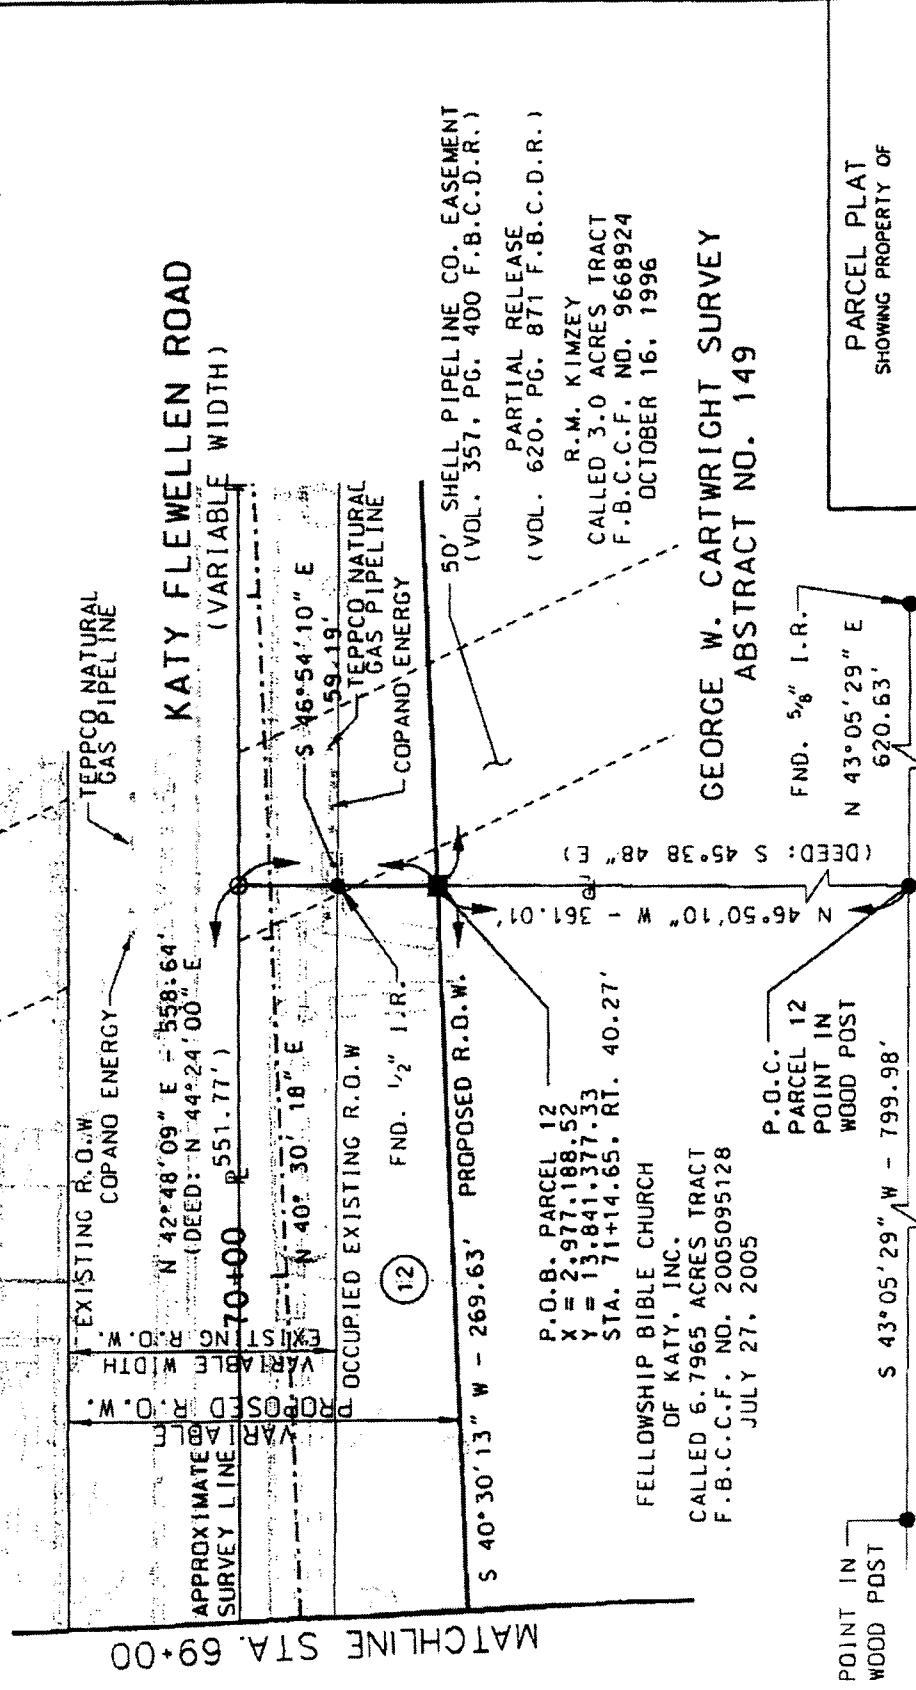 EXISTING R.O.W
COPANO ENERGY
TEPPCO NATURAL
GAS PIPELINE
KATY FLEWELLEN ROAD
(VARIABLE WIDTH)
N 42°48'09" E - 558.64'
(DEED: N 44°24'00" E
551.77')
70+00
N 40° 30' 18" E
S 46°54'10" E
59.19'
TEPPCO NATURAL
GAS PIPELINE
COPANO ENERGY
APPROXIMATE
SURVEY LINE
VARIABLE WIDTH
EXISTING R.O.W.
VARIABLE
PROPOSED R.O.W.
OCCUPIED EXISTING R.O.W
12
FND. 1/2" I.R.
S 40°30'13" W - 269.63'
PROPOSED R.O.W.
50' SHELL PIPELINE CO. EASEMENT
(VOL. 357, PG. 400 F.B.C.D.R.)
PARTIAL RELEASE
(VOL. 620, PG. 871 F.B.C.D.R.)
R.M. KIMZEY
CALLED 3.0 ACRES TRACT
F.B.C.C.F. NO. 9668924
OCTOBER 16, 1996
P.O.B. PARCEL 12
X = 2,977,188.52
Y = 13,841,377.33
STA. 71+14.65, RT. 40.27'
FELLOWSHIP BIBLE CHURCH
OF KATY, INC.
CALLED 6.7965 ACRES TRACT
F.B.C.C.F. NO. 2005095128
JULY 27, 2005
GEORGE W. CARTWRIGHT SURVEY
ABSTRACT NO. 149
N 46°50'10" W - 361.01'
(DEED: S 45°38 48" E)
P.O.C.
PARCEL 12
POINT IN
WOOD POST
FND. 5/8" I.R.
N 43°05'29" E
620.63'
S 43°05'29" W - 799.98'
POINT IN
WOOD POST
MATCHLINE STA. 69+00
PARCEL PLAT
SHOWING PROPERTY OF